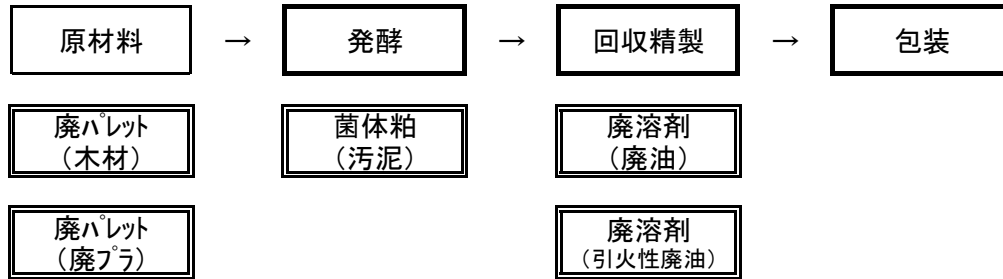 原材料 → 発酵 → 回収精製 → 包装
廃ﾊﾟﾚｯﾄ
（木材）
菌体粕
（汚泥）
廃溶剤
（廃油）
廃ﾊﾟﾚｯﾄ
（廃ﾌﾟﾗ）
廃溶剤
（引火性廃油）